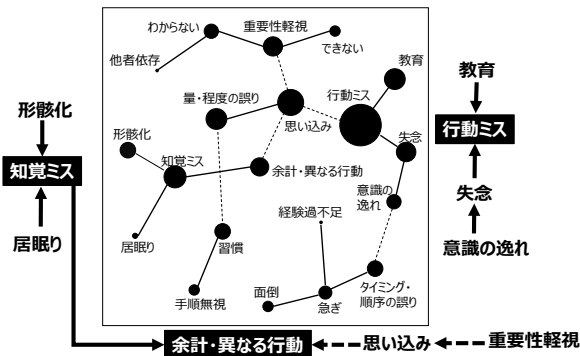 わからない
重要性軽視
できない
他者依存
教育
教育
形骸化
量・程度の誤り
行動ミス
思い込み
行動ミス
形骸化
失念
知覚ミス
知覚ミス
余計・異なる行動
意識の
逸れ
失念
経験過不足
居眠り
居眠り
習慣
意識の逸れ
手順無視
面倒
急ぎ
タイミング・
順序の誤り
余計・異なる行動
思い込み
重要性軽視